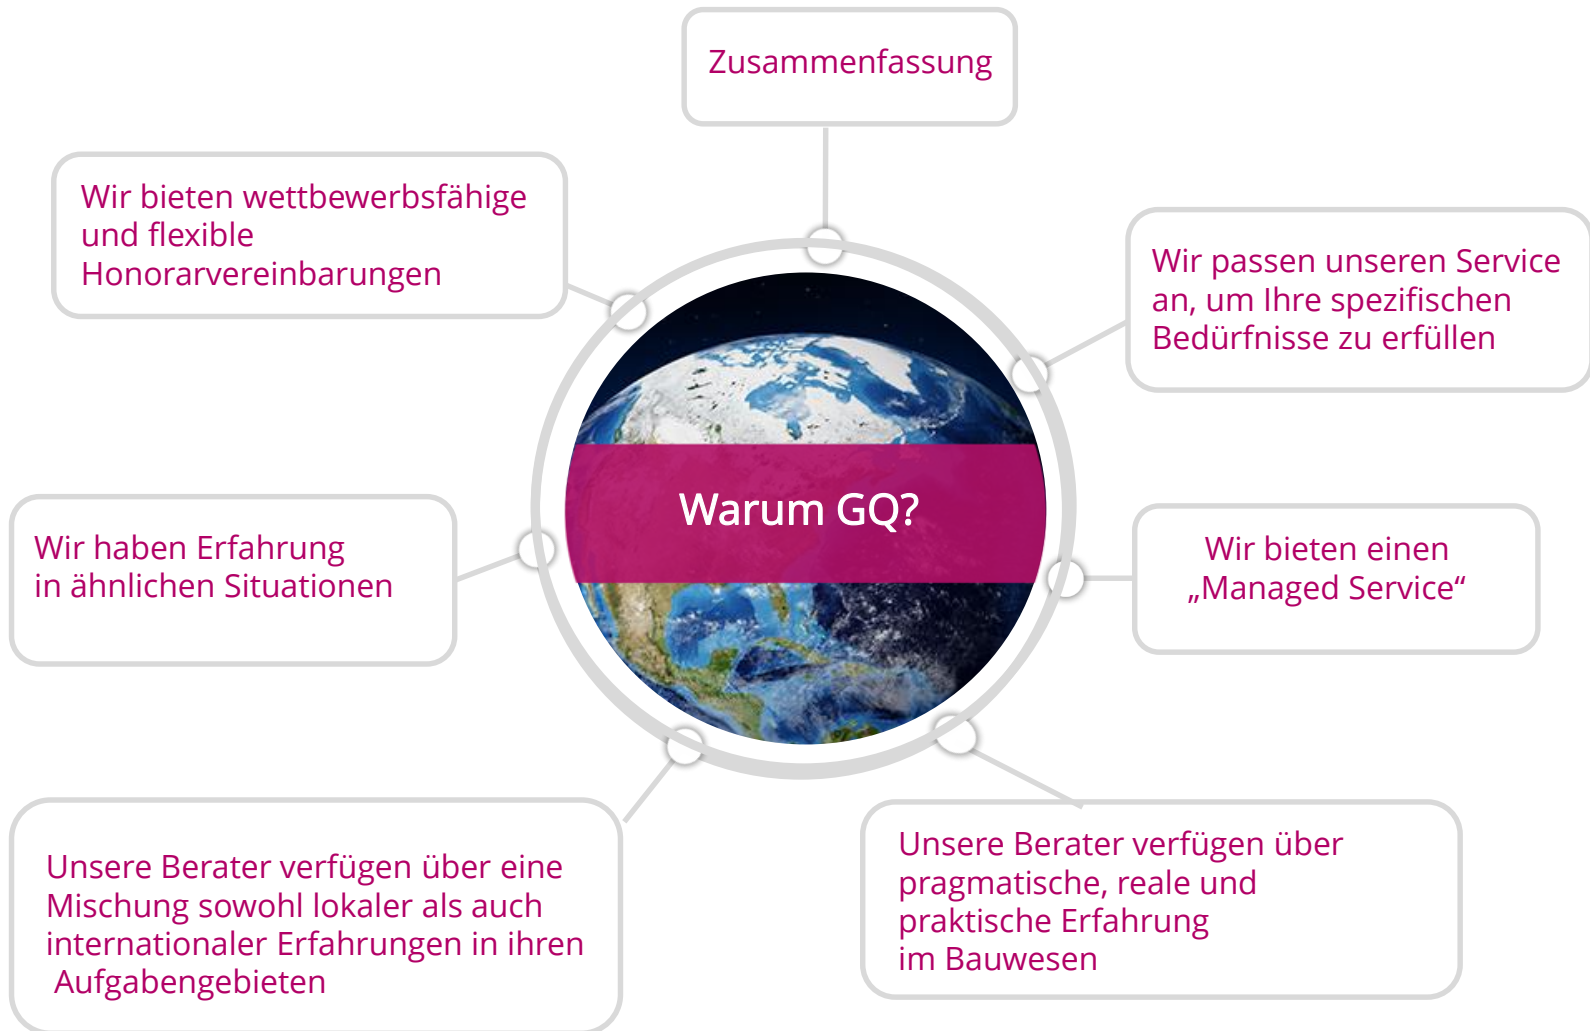 Zusammenfassung
Wir bieten wettbewerbsfähige
und flexible
Honorarvereinbarungen
Wir passen unseren Service
an, um Ihre spezifischen
Bedürfnisse zu erfüllen
Warum GQ?
Wir haben Erfahrung
in ähnlichen Situationen
Wir bieten einen
„Managed Service“
Unsere Berater verfügen über eine
Mischung sowohl lokaler als auch
internationaler Erfahrungen in ihren
Aufgabengebieten
Unsere Berater verfügen über
pragmatische, reale und
praktische Erfahrung
im Bauwesen